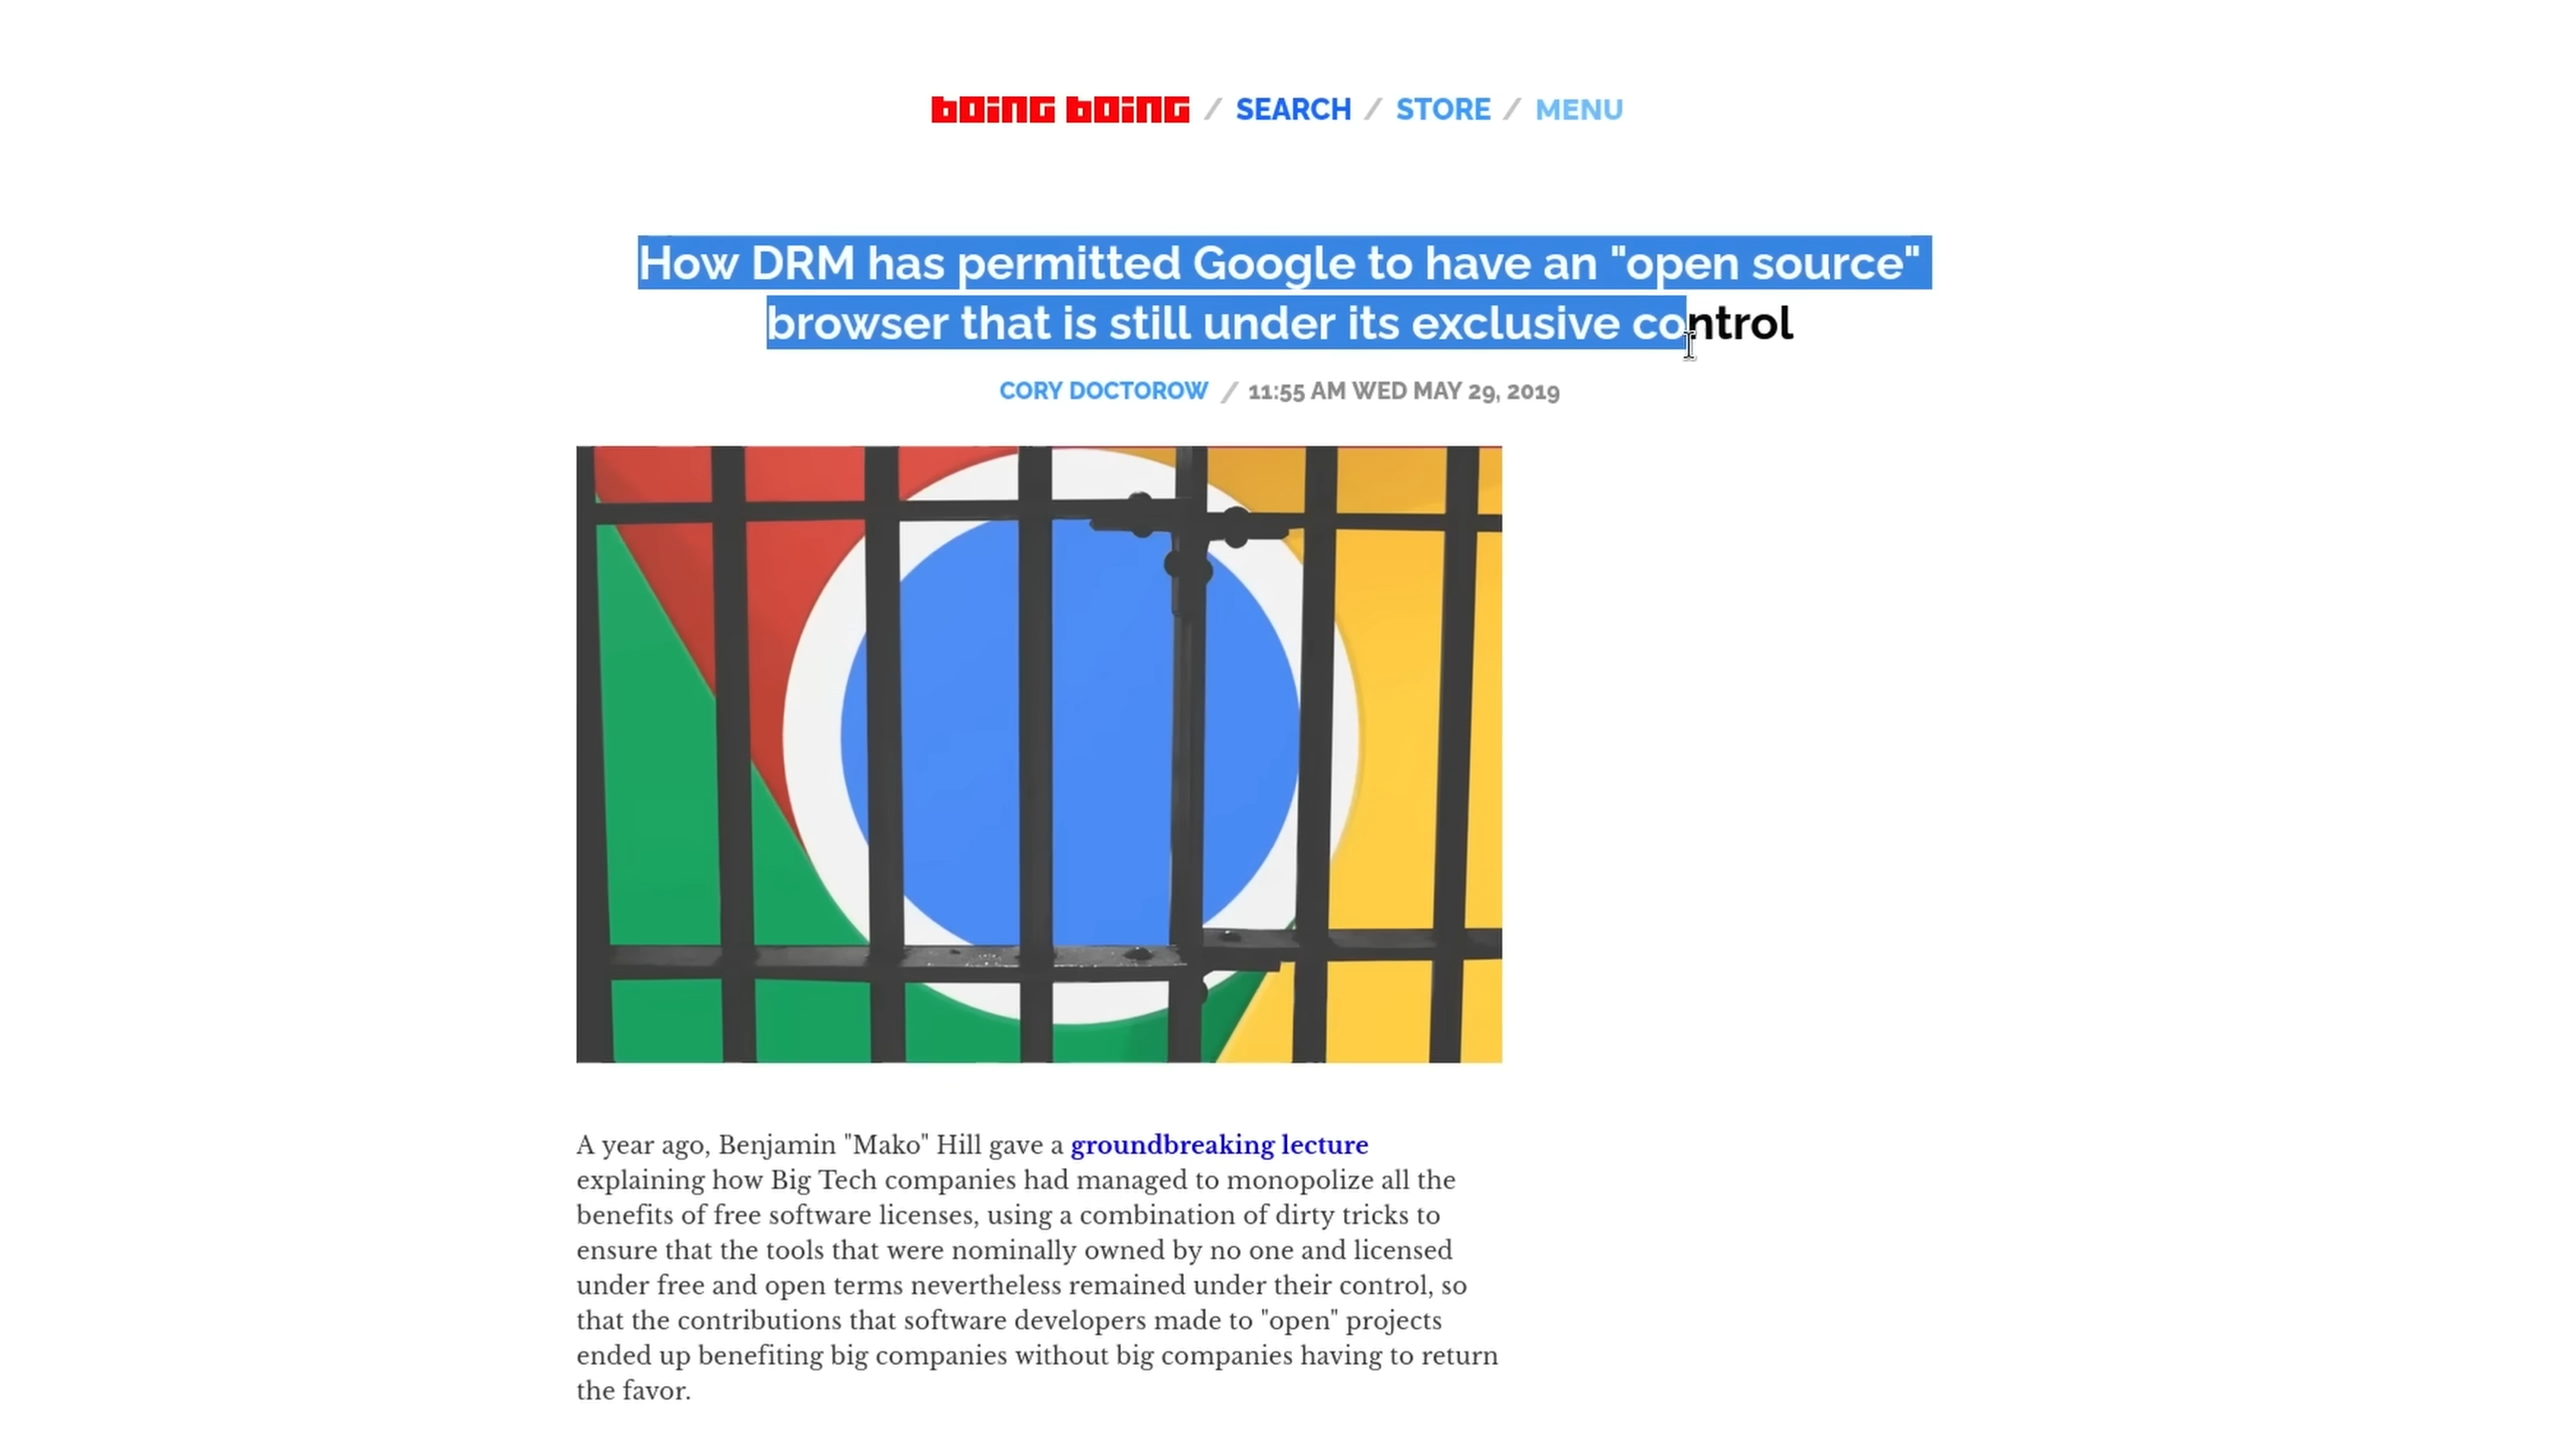 boing boing / SEARCH / STORE / MENU
How DRM has permitted Google to have an "open source"
browser that is still under its exclusive control
CORY DOCTOROW / 11:55 AM WED MAY 29, 2019
A year ago, Benjamin "Mako" Hill gave a groundbreaking lecture
explaining how Big Tech companies had managed to monopolize all the
benefits of free software licenses, using a combination of dirty tricks to
ensure that the tools that were nominally owned by no one and licensed
under free and open terms nevertheless remained under their control, so
that the contributions that software developers made to "open" projects
ended up benefiting big companies without big companies having to return
the favor.